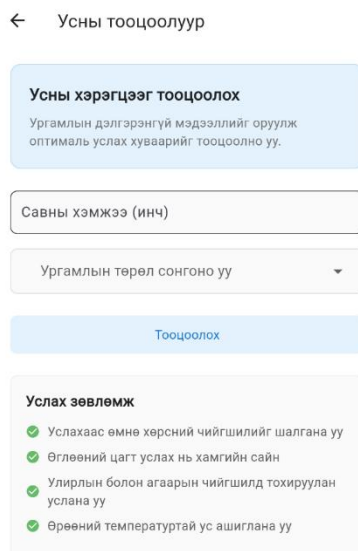 Усны тооцоолуур
Усны хэрэгцээг тооцоолох
Ургамлын дэлгэрэнгүй мэдээллийг оруулж
оптималь услах хуваарийг тооцоолно уу.
Савны хэмжээ (инч)
Ургамлын төрөл сонгоно уу
Тооцоолох
Услах зөвлөмж
Услахаас өмнө хөрсний чийгшилийг шалгана уу
Өглөөний цагт услах нь хамгийн сайн
Улирлын болон агаарын чийгшилд тохируулан
услана уу
Өрөөний температуртай ус ашиглана уу